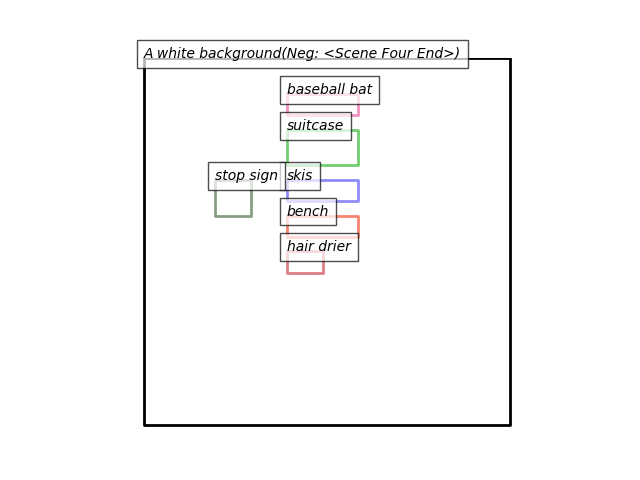 A white background(Neg: <Scene Four End>)
baseball bat
suitcase
stop sign
skis
bench
hair drier